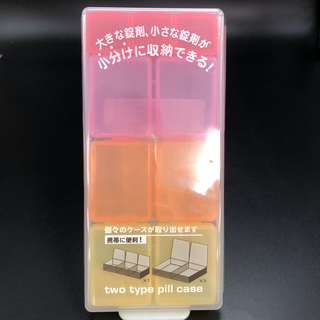 大きな錠剤、小さな錠剤が
小分けに収納できる!
個々のケースが取り出せます
携帯に便利!
two type pill case